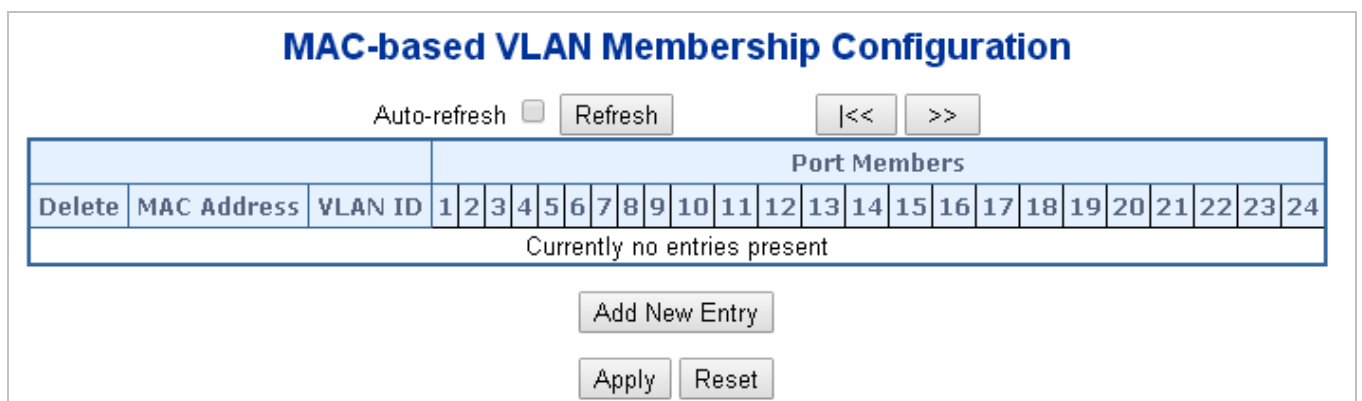 MAC-based VLAN Membership Configuration
Auto-refresh Refresh |<< >>
Port Members
Delete MAC Address VLAN ID 1 2 3 4 5 6 7 8 9 10 11 12 13 14 15 16 17 18 19 20 21 22 23 24
Currently no entries present
Add New Entry
Apply Reset